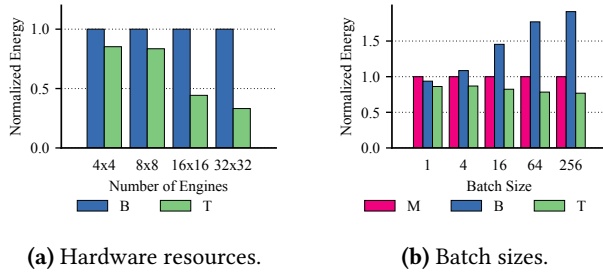 Normalized Energy
1.0
0.5
0.0
4x4 8x8 16x16 32x32
Number of Engines
B T
(a) Hardware resources.
Normalized Energy
1.5
1.0
0.5
0.0
1 4 16 64 256
Batch Size
M B T
(b) Batch sizes.